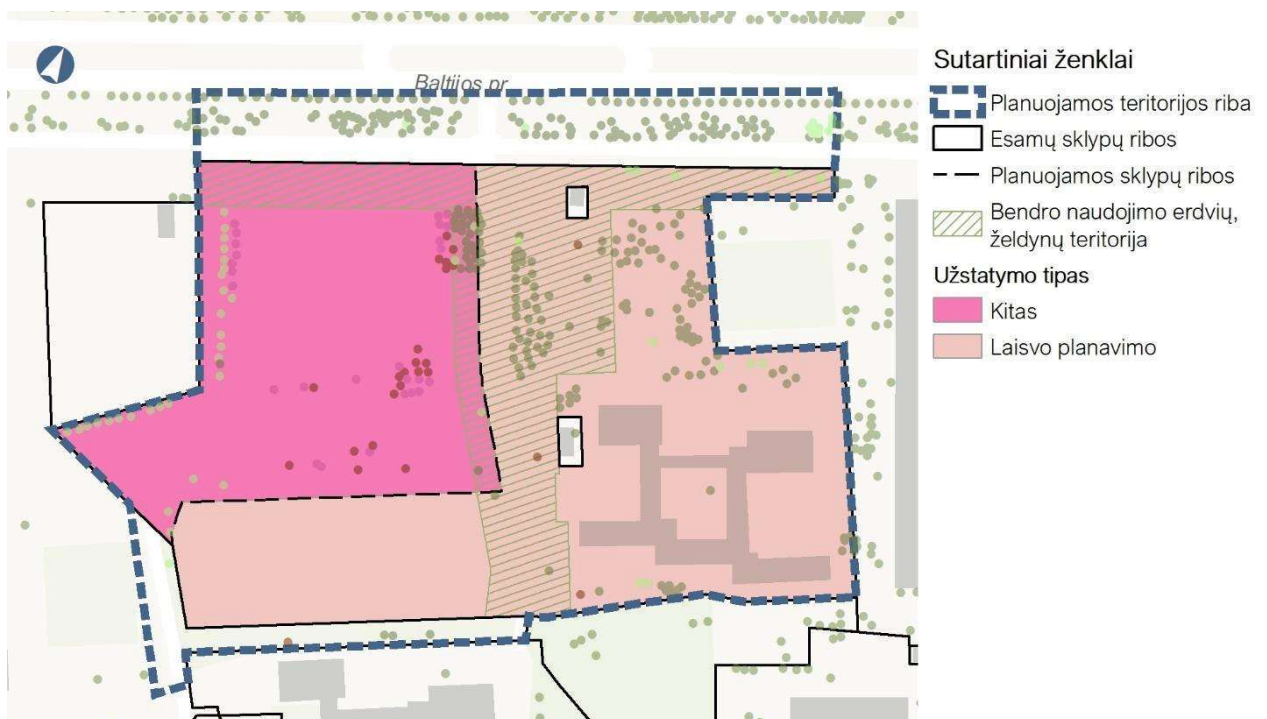 Baltijos pr
Sutartiniai ženklai
Planuojamos teritorijos riba
Esamų sklypų ribos
Planuojamos sklypų ribos
Bendro naudojimo erdvių,
želdynų teritorija
Užstatymo tipas
Kitas
Laisvo planavimo